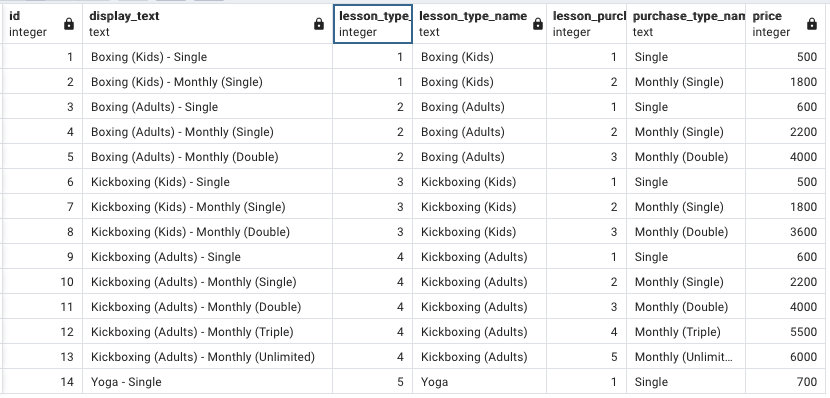 id display_text lesson_type_ lesson_type_name lesson_purcl purchase_type_nam price
integer text integer text integer text integer
1 Boxing (Kids) - Single 1 Boxing (Kids) 1 Single 500
2 Boxing (Kids) - Monthly (Single) 1 Boxing (Kids) 2 Monthly (Single) 1800
3 Boxing (Adults) - Single 2 Boxing (Adults) 1 Single 600
4 Boxing (Adults) - Monthly (Single) 2 Boxing (Adults) 2 Monthly (Single) 2200
5 Boxing (Adults) - Monthly (Double) 2 Boxing (Adults) 3 Monthly (Double) 4000
6 Kickboxing (Kids) - Single 3 Kickboxing (Kids) 1 Single 500
7 Kickboxing (Kids) - Monthly (Single) 3 Kickboxing (Kids) 2 Monthly (Single) 1800
8 Kickboxing (Kids) - Monthly (Double) 3 Kickboxing (Kids) 3 Monthly (Double) 3600
9 Kickboxing (Adults) - Single 4 Kickboxing (Adults) 1 Single 600
10 Kickboxing (Adults) - Monthly (Single) 4 Kickboxing (Adults) 2 Monthly (Single) 2200
11 Kickboxing (Adults) - Monthly (Double) 4 Kickboxing (Adults) 3 Monthly (Double) 4000
12 Kickboxing (Adults) - Monthly (Triple) 4 Kickboxing (Adults) 4 Monthly (Triple) 5500
13 Kickboxing (Adults) - Monthly (Unlimited) 4 Kickboxing (Adults) 5 Monthly (Unlimit... 6000
14 Yoga - Single 5 Yoga 1 Single 700